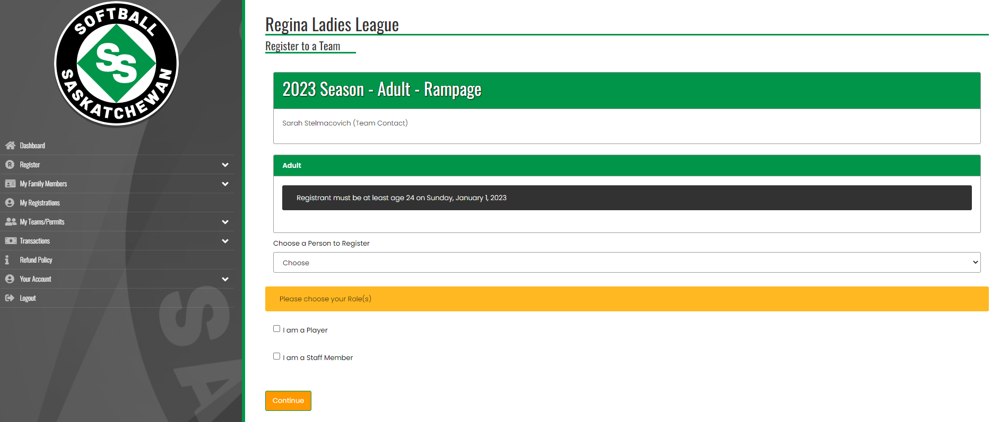 SOFTBALL
SS
SASKATCHEWAN
Dashboard
Register
My Family Members
My Registrations
My Teams/Permits
Transactions
Refund Policy
Your Account
Logout
Regina Ladies League
Register to a Team
2023 Season - Adult - Rampage
Sarah Stelmacovich (Team Contact)
Adult
Registrant must be at least age 24 on Sunday, January 1, 2023
Choose a Person to Register
Choose
Please choose your Role(s)
I am a Player
I am a Staff Member
Continue